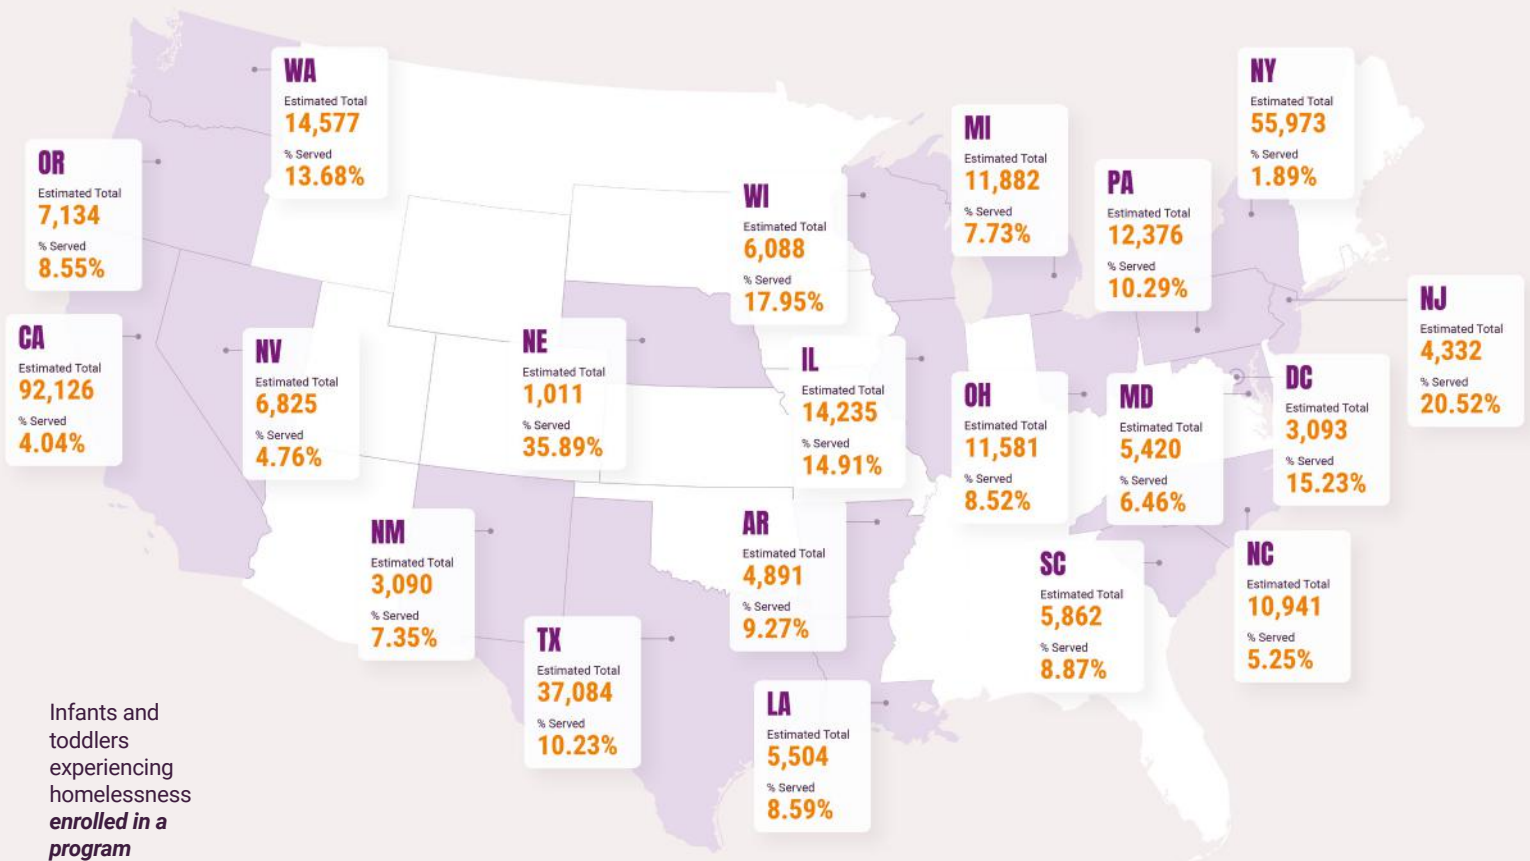 WA
Estimated Total
14,577
% Served
13.68%
OR
Estimated Total
7,134
% Served
8.55%
CA
Estimated Total
92,126
% Served
4.04%
NV
Estimated Total
6,825
% Served
4.76%
NE
Estimated Total
1,011
% Served
35.89%
WI
Estimated Total
6,088
% Served
17.95%
IL
Estimated Total
14,235
% Served
14.91%
MI
Estimated Total
11,882
% Served
7.73%
PA
Estimated Total
12,376
% Served
10.29%
NY
Estimated Total
55,973
% Served
1.89%
NJ
Estimated Total
4,332
% Served
20.52%
DC
Estimated Total
3,093
% Served
15.23%
MD
Estimated Total
5,420
% Served
6.46%
OH
Estimated Total
11,581
% Served
8.52%
NM
Estimated Total
3,090
% Served
7.35%
TX
Estimated Total
37,084
% Served
10.23%
AR
Estimated Total
4,891
% Served
9.27%
LA
Estimated Total
5,504
% Served
8.59%
SC
Estimated Total
5,862
% Served
8.87%
NC
Estimated Total
10,941
% Served
5.25%
Infants and
toddlers
experiencing
homelessness
enrolled in a
program